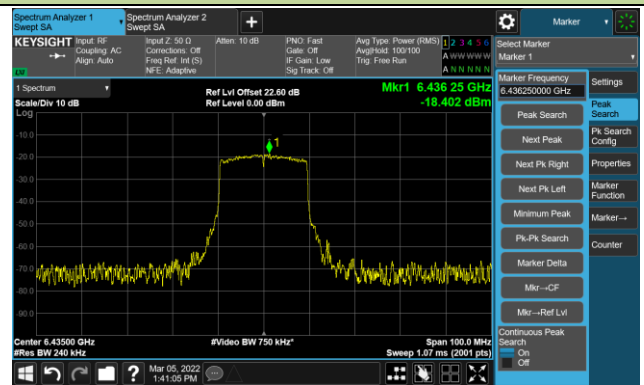 Spectrum Analyzer 1
Swept SA
Spectrum Analyzer 2
Swept SA
+
Marker
KEYSIGHT
Input: RF
Coupling: AC
Align: Auto
Input Z: 50 Ω
Corrections: Off
Freq Ref: Int (S)
NFE: Adaptive
Atten: 10 dB
PNO: Fast
Gate: Off
IF Gain: Low
Sig Track: Off
Avg Type: Power (RMS)
Avg|Hold: 100/100
Trig: Free Run
1 2 3 4 5 6
A W W W W W
A N N N N N
Select Marker
Marker 1
1 Spectrum
Scale/Div 10 dB
Ref Lvl Offset 22.60 dB
Ref Level 0.00 dBm
Mkr1 6.436 25 GHz
-18.402 dBm
Log
-10.0
-20.0
-30.0
-40.0
-50.0
-60.0
-70.0
-80.0
-90.0
1
Center 6.43500 GHz
#Res BW 240 kHz
#Video BW 750 kHz*
Span 100.0 MHz
Sweep 1.07 ms (2001 pts)
Marker Frequency
6.436250000 GHz
Peak Search
Next Peak
Next Pk Right
Next Pk Left
Minimum Peak
Pk-Pk Search
Marker Delta
Mkr→CF
Mkr→Ref Lvl
Continuous Peak
Search
On
Off
Settings
Peak
Search
Pk Search
Config
Properties
Marker
Function
Marker→
Counter
?
Mar 05, 2022
1:41:05 PM